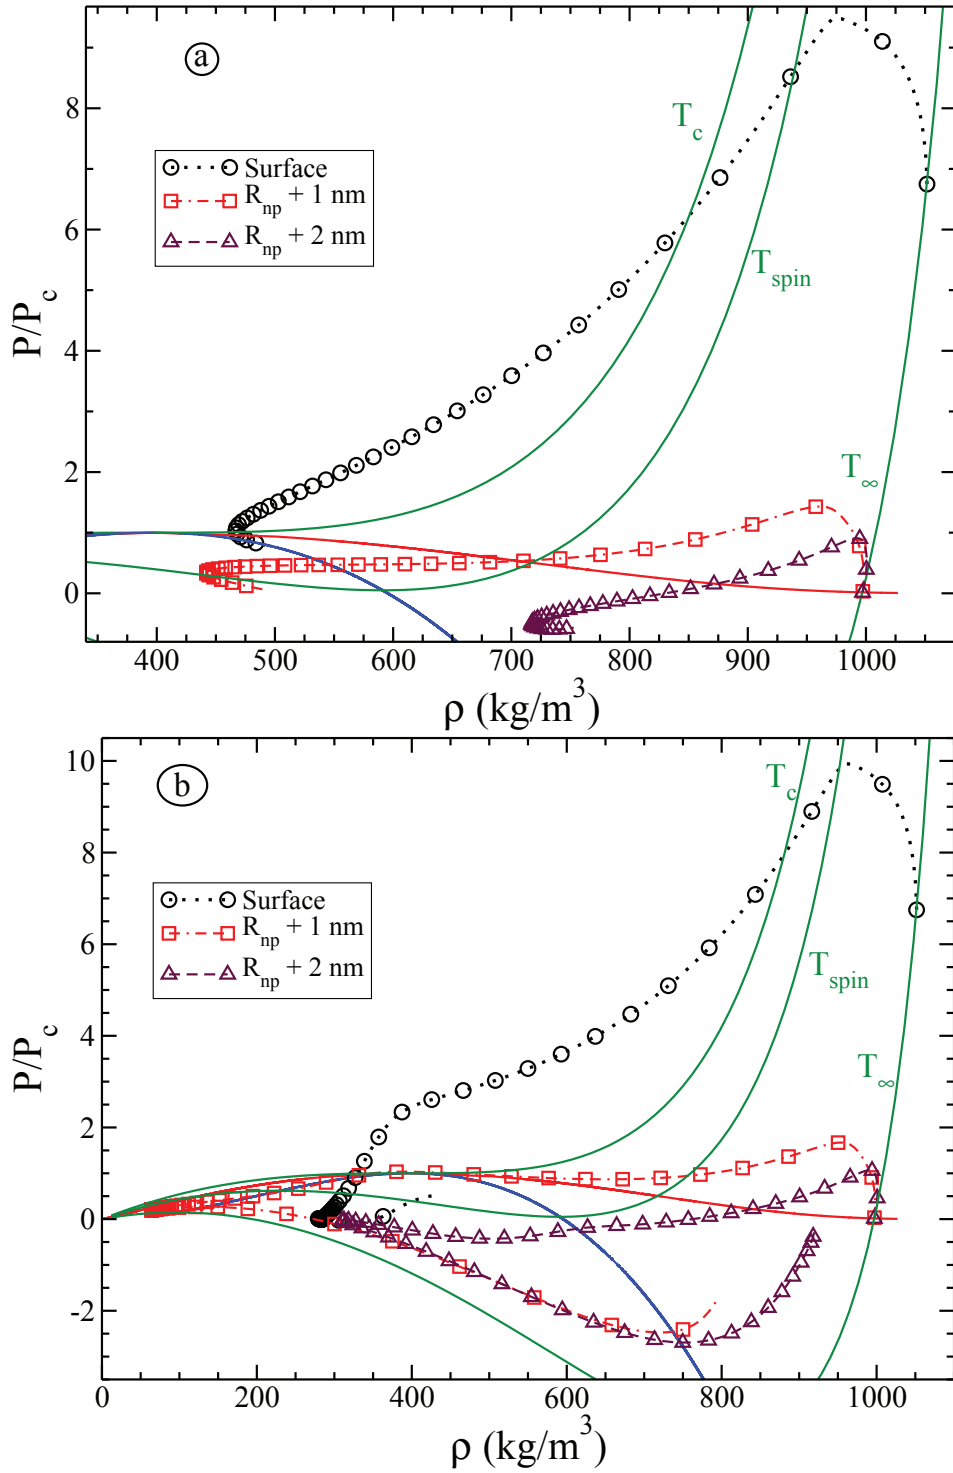 a
8
6
4
2
0
P/P_c
Surface
R_np + 1 nm
R_np + 2 nm
T_c
T_spin
T_∞
400 500 600 700 800 900 1000
ρ (kg/m^3)
b
10
8
6
4
2
0
-2
P/P_c
Surface
R_np + 1 nm
R_np + 2 nm
T_c
T_spin
T_∞
0 200 400 600 800 1000
ρ (kg/m^3)